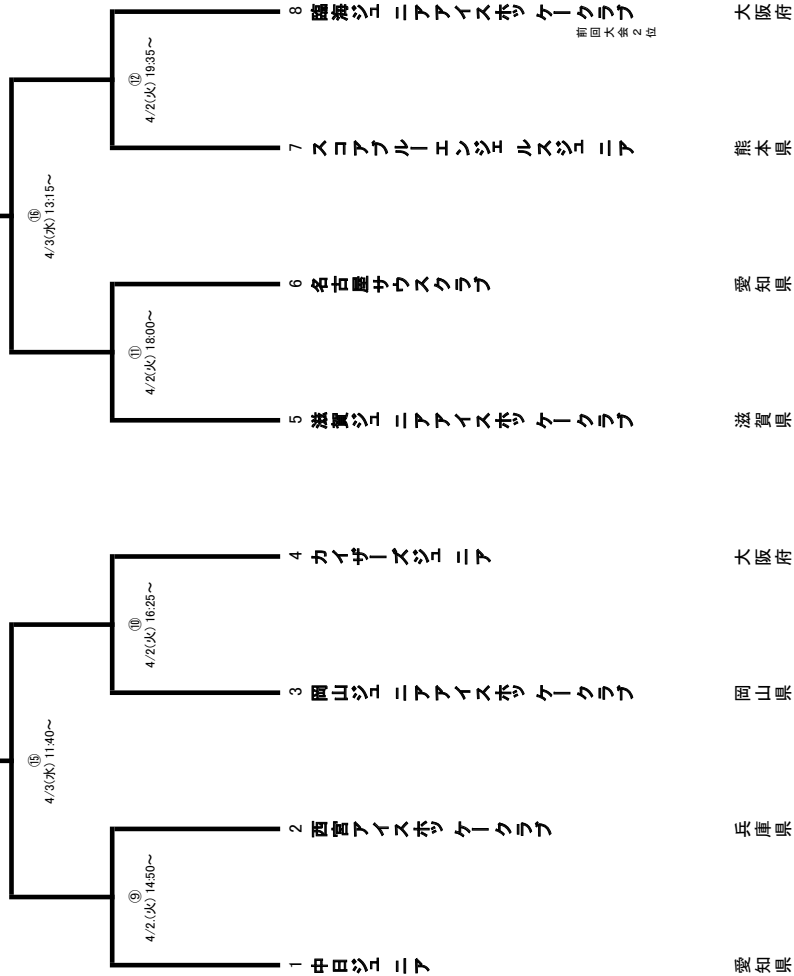 8 臨海ジュニアアイスホッケークラブ 大阪府
前回大会2位
⑫
4/2(火) 19:35～
7 スコアブルーエンジェルスジュニア 熊本県
⑯
4/3(水) 13:15～
6 名古屋サウスクラブ 愛知県
⑪
4/2(火) 18:00～
5 滋賀ジュニアアイスホッケークラブ 滋賀県
4 カイザーズジュニア 大阪府
⑩
4/2(火) 16:25～
3 岡山ジュニアアイスホッケークラブ 岡山県
⑮
4/3(水) 11:40～
2 西宮アイスホッケークラブ 兵庫県
⑨
4/2.(火) 14:50～
1 中日ジュニア 愛知県